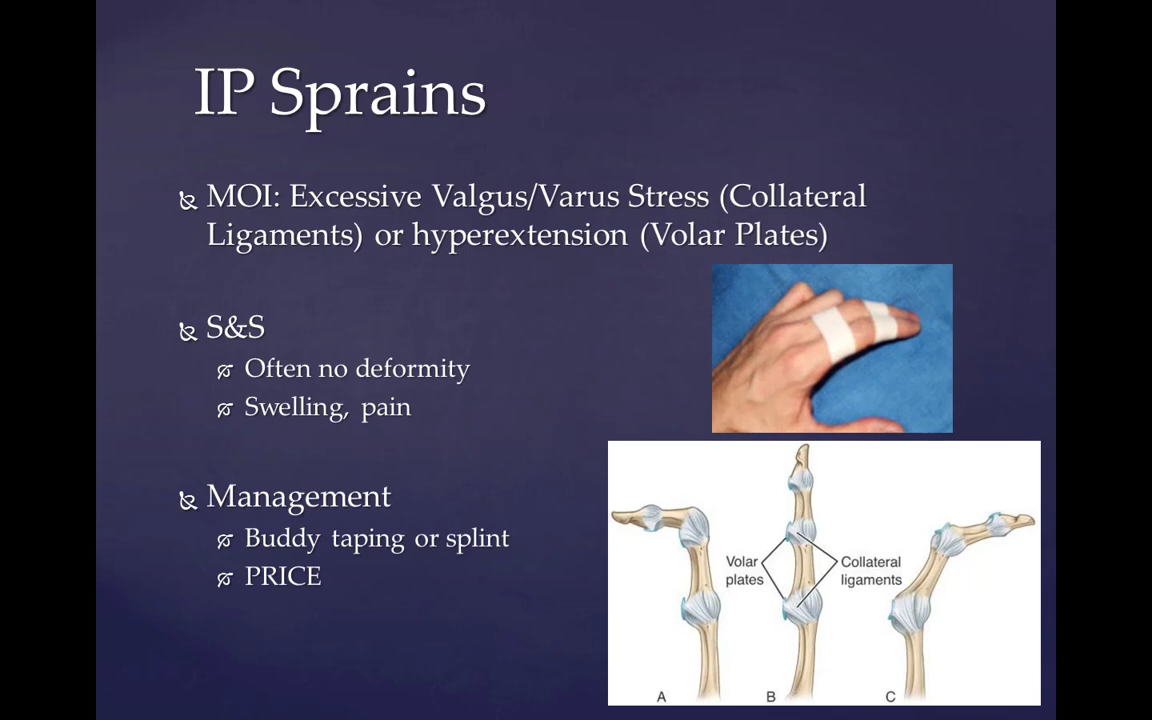 IP Sprains
MOI: Excessive Valgus/Varus Stress (Collateral
Ligaments) or hyperextension (Volar Plates)
S&S
Often no deformity
Swelling, pain
Management
Buddy taping or splint
PRICE
Volar
plates
Collateral
ligaments
A
B
C